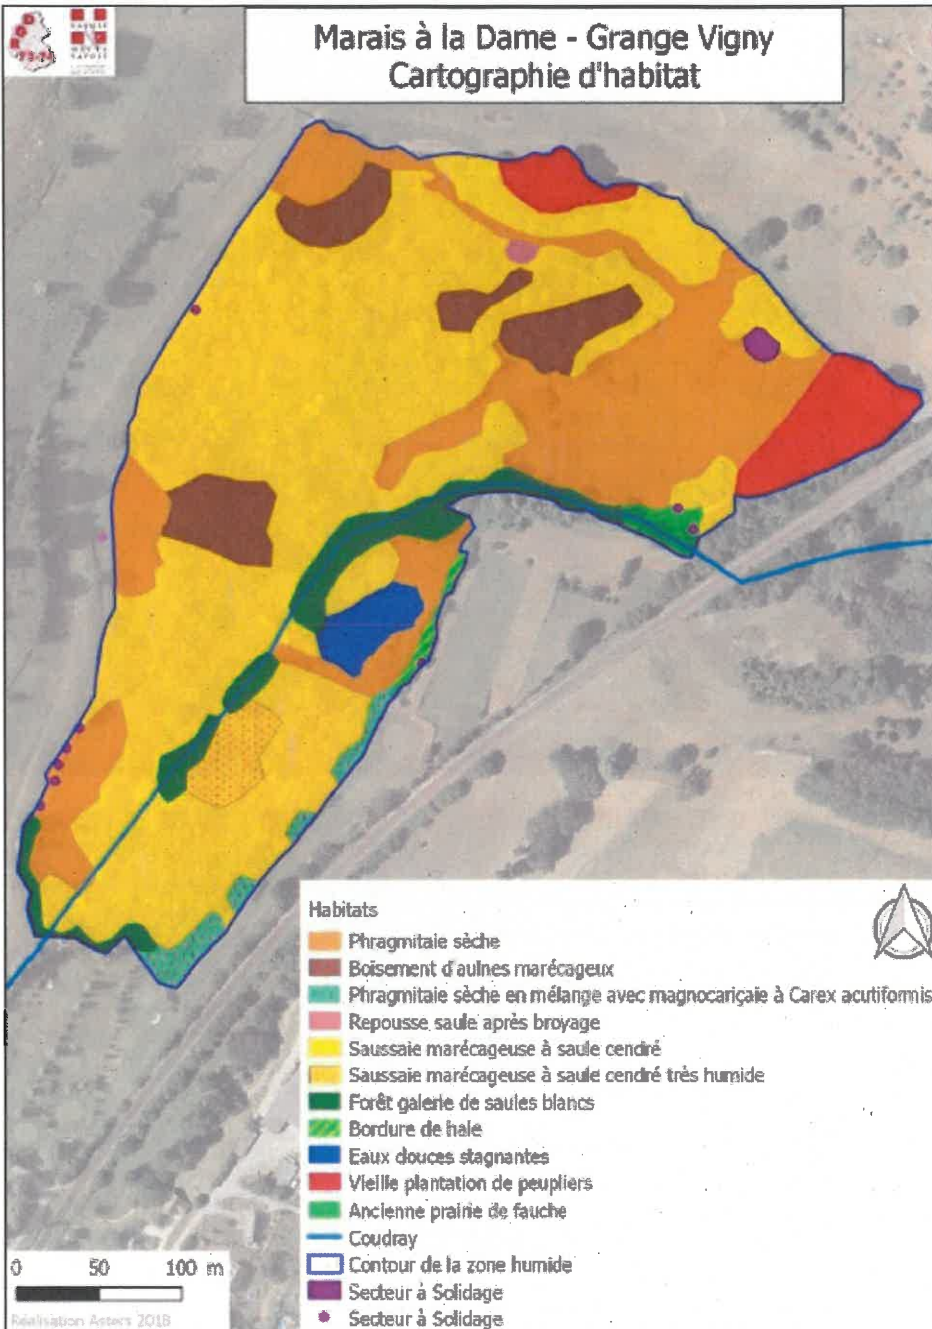 Marais à la Dame - Grange Vigny
Cartographie d'habitat
Habitats
Phragmitaie sèche
Boisement d'aulnes marécageux
Phragmitaie sèche en mélange avec magnocariçaie à Carex acutiformis
Repousse saule après broyage
Saussaie marécageuse à saule cendré
Saussaie marécageuse à saule cendré très humide
Forêt galerie de saules blancs
Bordure de haie
Eaux douces stagnantes
Vieille plantation de peupliers
Ancienne prairie de fauche
Coudray
Contour de la zone humide
Secteur à Solidage
Secteur à Solidage
0 50 100 m
Réalisation Asters 2018